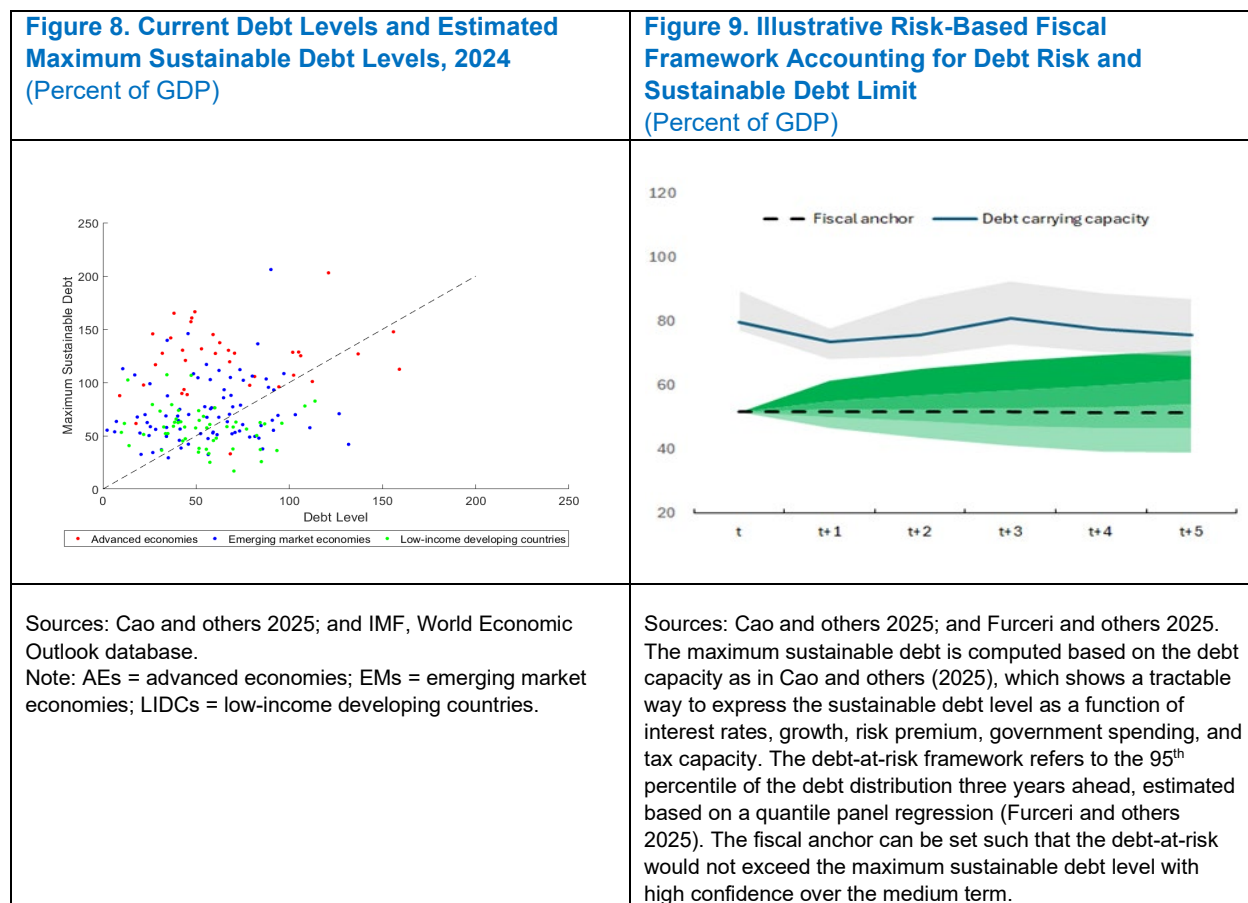 Figure 8. Current Debt Levels and Estimated
Maximum Sustainable Debt Levels, 2024
(Percent of GDP)
Figure 9. Illustrative Risk-Based Fiscal
Framework Accounting for Debt Risk and
Sustainable Debt Limit
(Percent of GDP)
250
200
150
100
50
0
Maximum Sustainable Debt
0 50 100 150 200 250
Debt Level
Advanced economies Emerging market economies Low-income developing countries
120
100
80
60
40
20
Fiscal anchor Debt carrying capacity
t t+1 t+2 t+3 t+4 t+5
Sources: Cao and others 2025; and IMF, World Economic
Outlook database.
Note: AEs = advanced economies; EMs = emerging market
economies; LIDCs = low-income developing countries.
Sources: Cao and others 2025; and Furceri and others 2025.
The maximum sustainable debt is computed based on the debt
capacity as in Cao and others (2025), which shows a tractable
way to express the sustainable debt level as a function of
interest rates, growth, risk premium, government spending, and
tax capacity. The debt-at-risk framework refers to the 95th
percentile of the debt distribution three years ahead, estimated
based on a quantile panel regression (Furceri and others
2025). The fiscal anchor can be set such that the debt-at-risk
would not exceed the maximum sustainable debt level with
high confidence over the medium term.